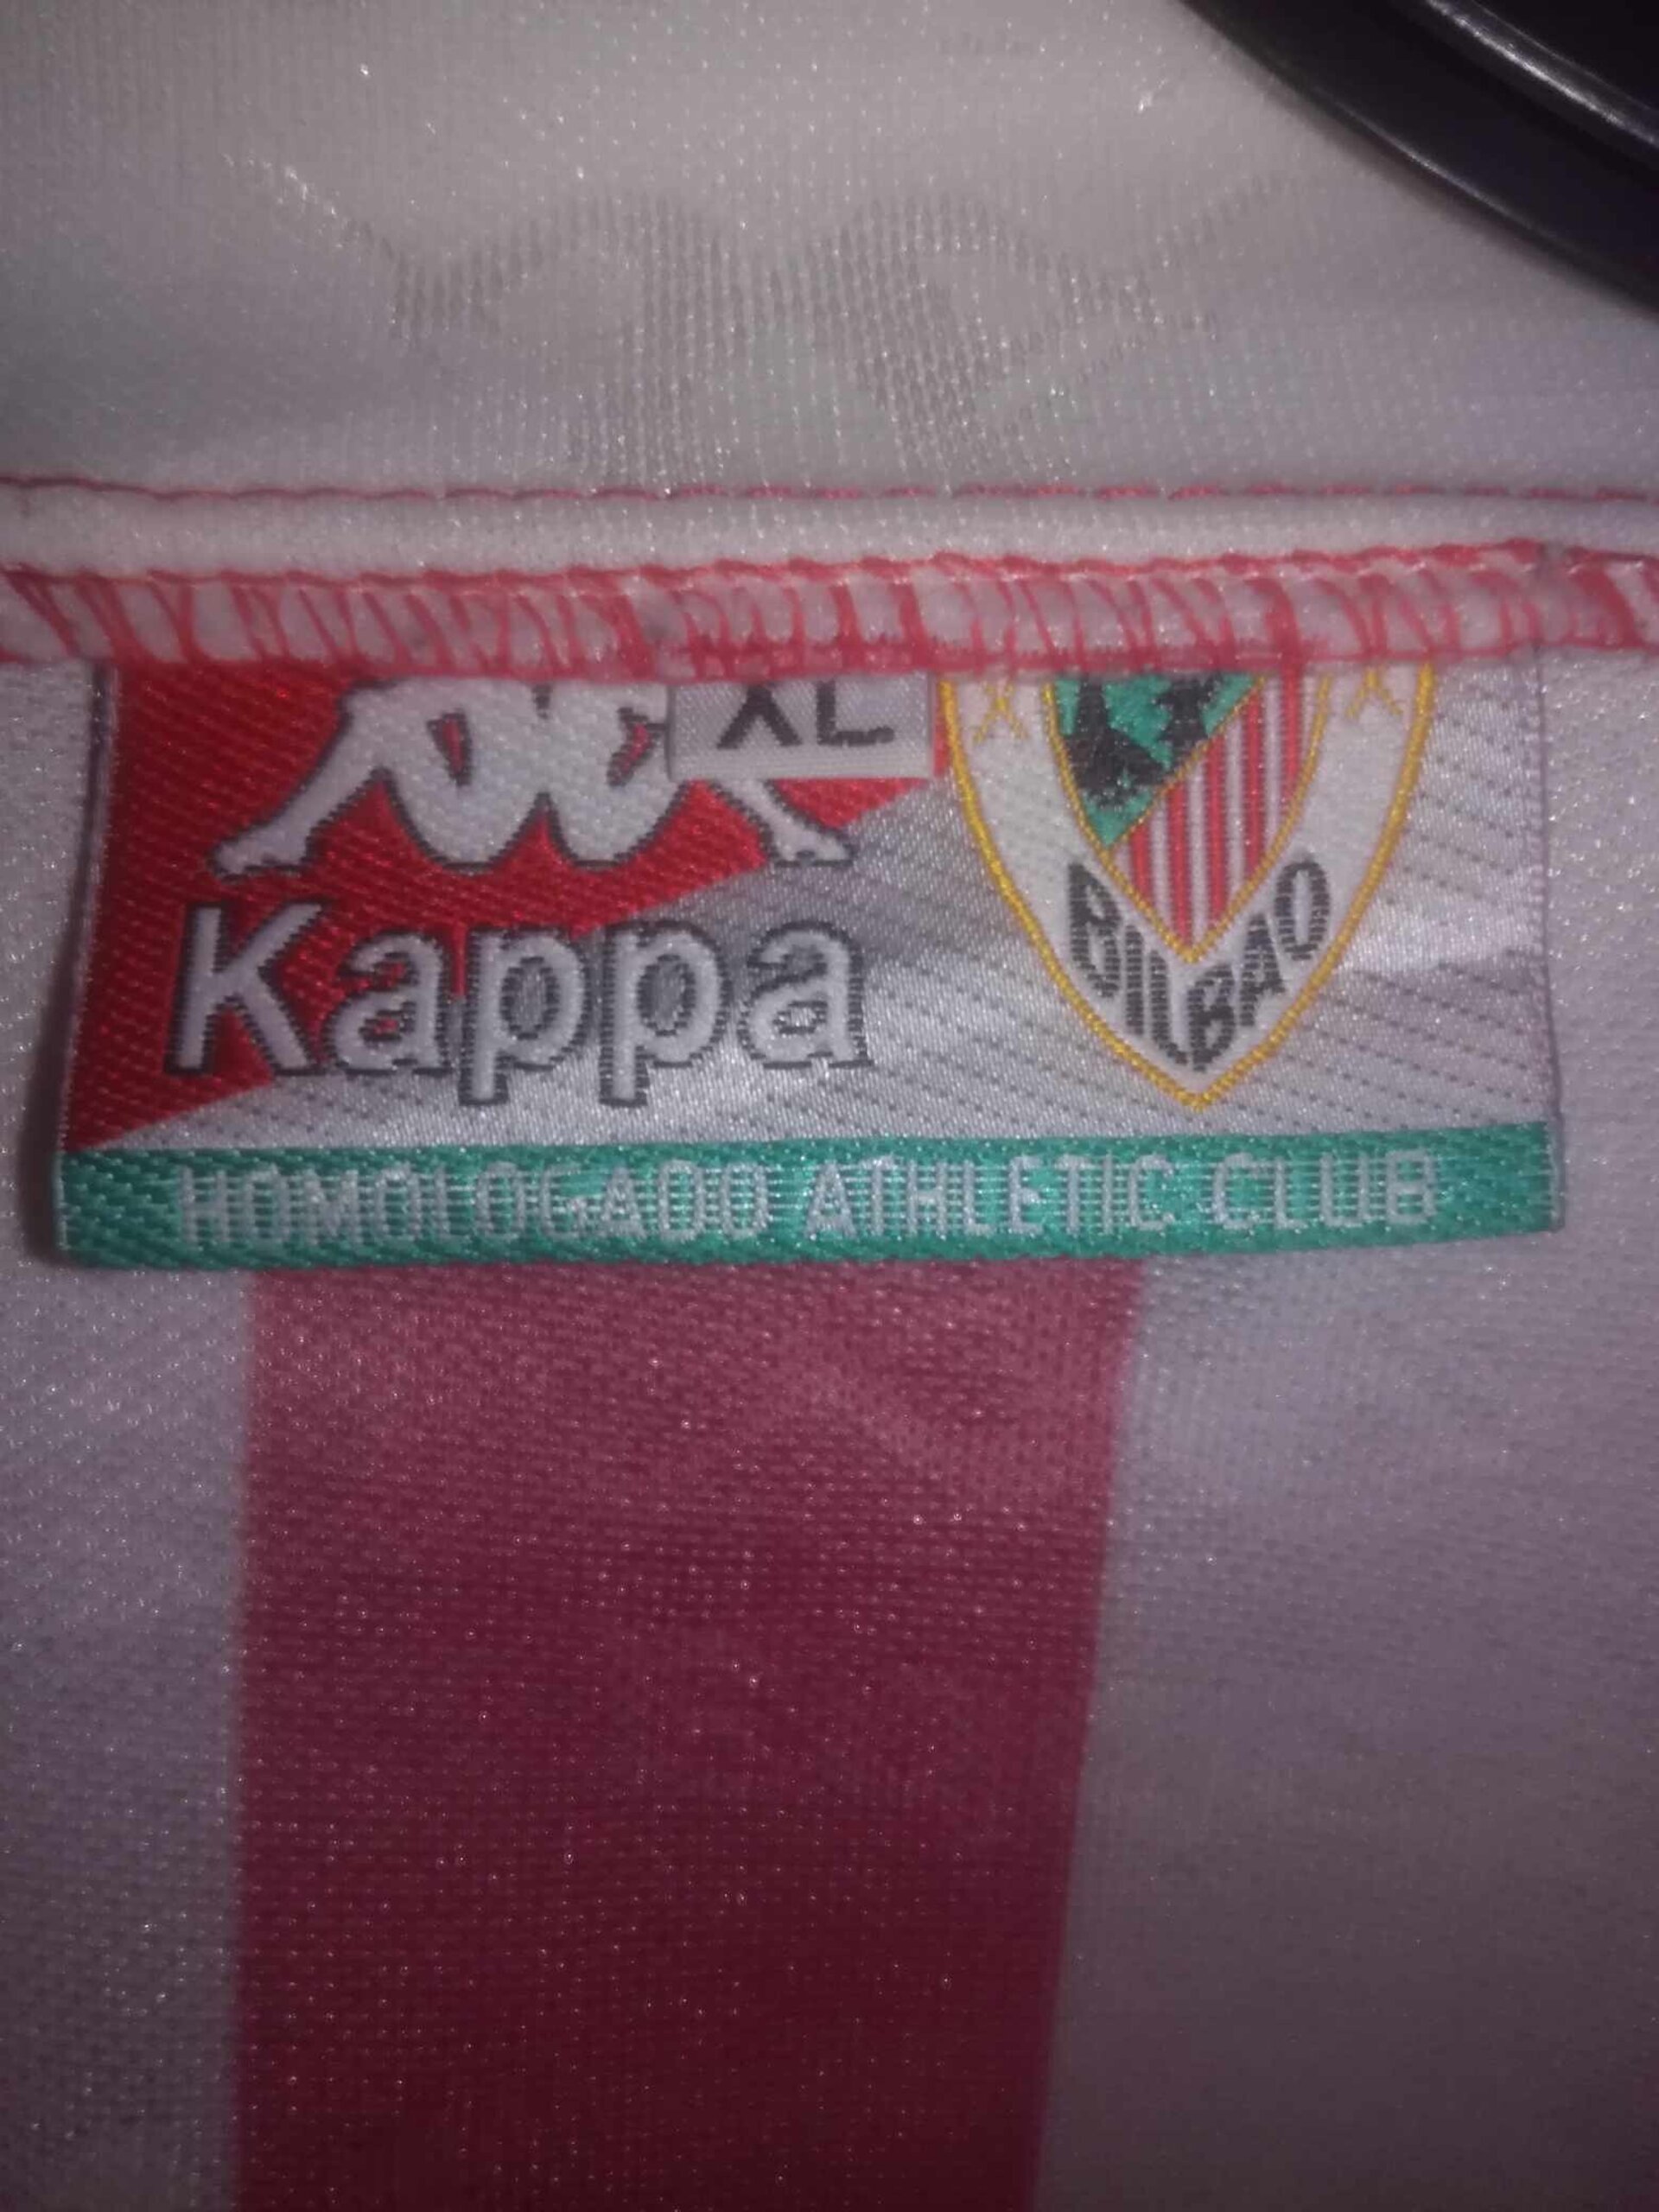 XL
Kappa
BILBAO
HOMOLOGADO ATHLETIC CLUB